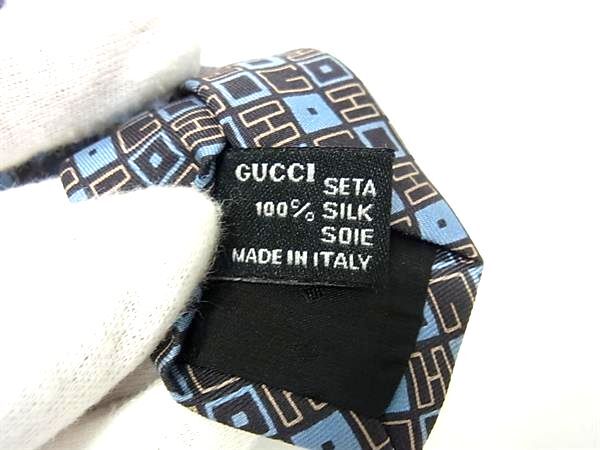 GUCCI SETA
100% SILK
SOIE
MADE IN ITALY